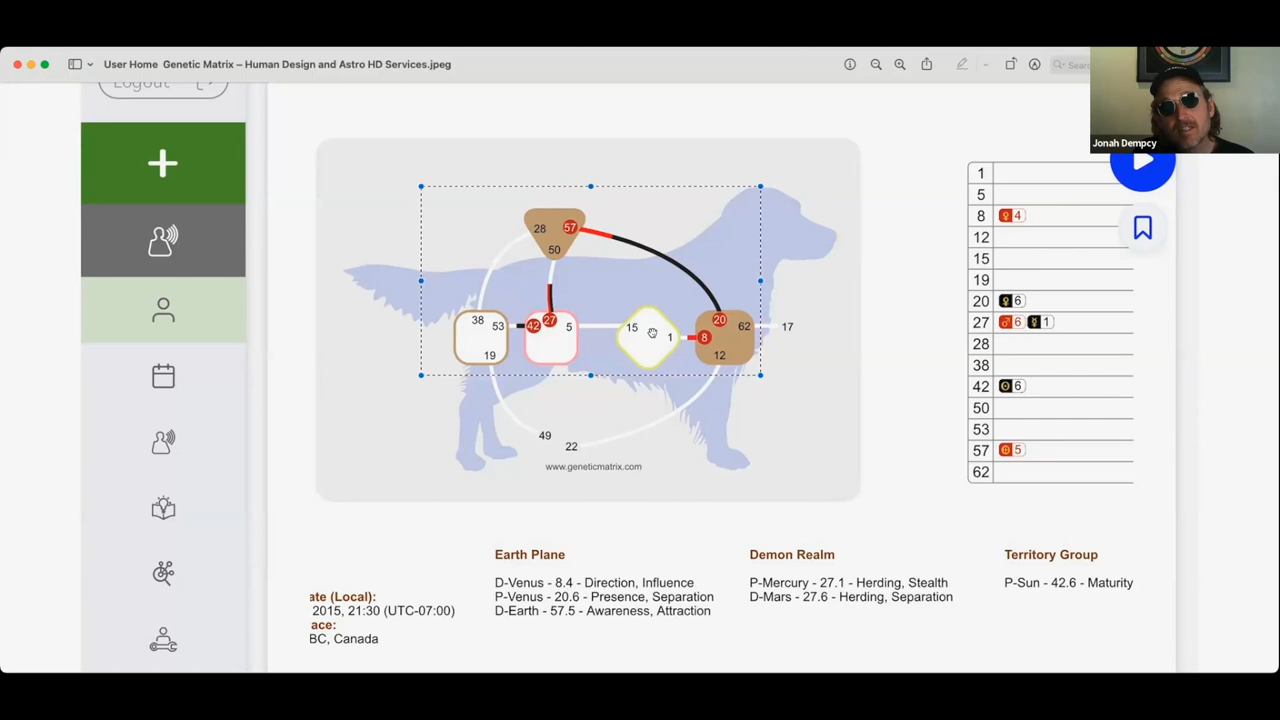 User Home Genetic Matrix – Human Design and Astro HD Services.jpeg
Jonah Dempcy
Logout
28 57
50
38 53 42 27 5 15 1 8 20 62 17
19 12
49
22
www.geneticmatrix.com
1
5
8 4
12
15
19
20 6
27 6 1
28
38
42 6
50
53
57 5
62
Earth Plane
D-Venus - 8.4 - Direction, Influence
P-Venus - 20.6 - Presence, Separation
D-Earth - 57.5 - Awareness, Attraction
Demon Realm
P-Mercury - 27.1 - Herding, Stealth
D-Mars - 27.6 - Herding, Separation
Territory Group
P-Sun - 42.6 - Maturity
ate (Local):
2015, 21:30 (UTC-07:00)
ace:
BC, Canada